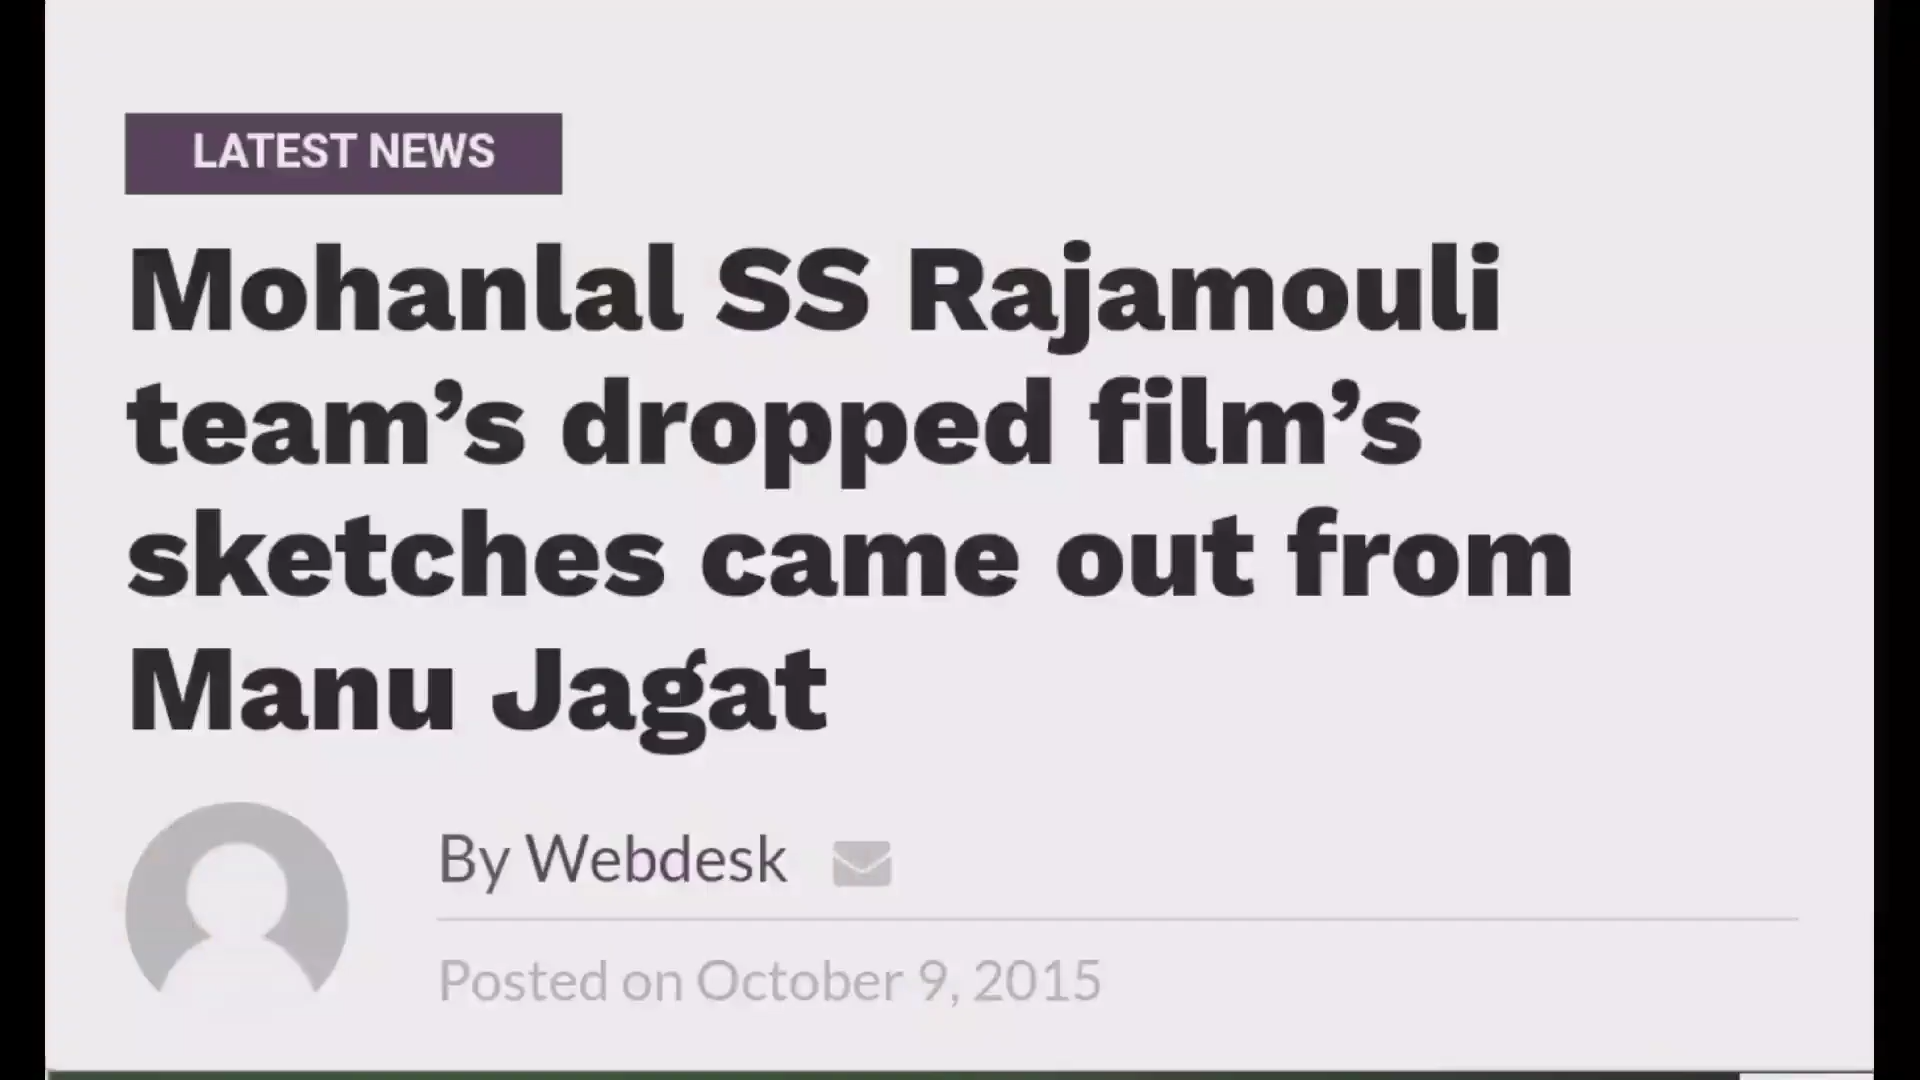 LATEST NEWS
Mohanlal SS Rajamouli
team’s dropped film’s
sketches came out from
Manu Jagat
By Webdesk
Posted on October 9, 2015